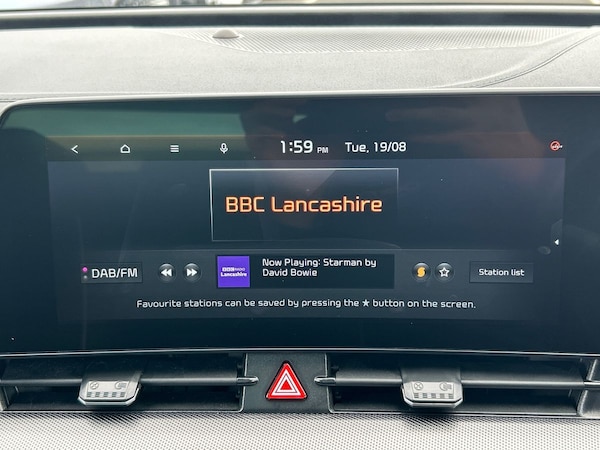 1:59 PM Tue, 19/08
BBC Lancashire
DAB/FM
BBC RADIO
Lancashire
Now Playing: Starman by
David Bowie
S
Station list
Favourite stations can be saved by pressing the ★ button on the screen.